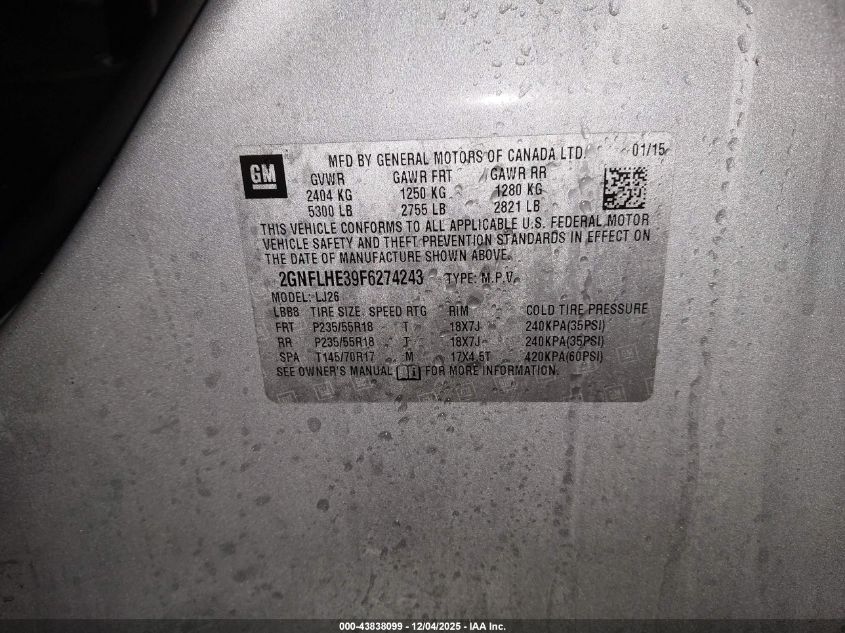 GM
MFD BY GENERAL MOTORS OF CANADA LTD. 01/15
GVWR GAWR FRT GAWR RR
2404 KG 1250 KG 1280 KG
5300 LB 2755 LB 2821 LB
THIS VEHICLE CONFORMS TO ALL APPLICABLE U.S. FEDERAL MOTOR
VEHICLE SAFETY AND THEFT PREVENTION STANDARDS IN EFFECT ON
THE DATE OF MANUFACTURE SHOWN ABOVE.
2GNFLHE39F6274243 TYPE: M.P.V.
MODEL: LJ26
LBB8 TIRE SIZE SPEED RTG RIM COLD TIRE PRESSURE
FRT P235/55R18 T 18X7J 240KPA(35PSI)
RR P235/55R18 T 18X7J 240KPA(35PSI)
SPA T145/70R17 M 17X4.5T 420KPA(60PSI)
SEE OWNER'S MANUAL FOR MORE INFORMATION.
000-43838099 - 12/04/2025 - IAA Inc.